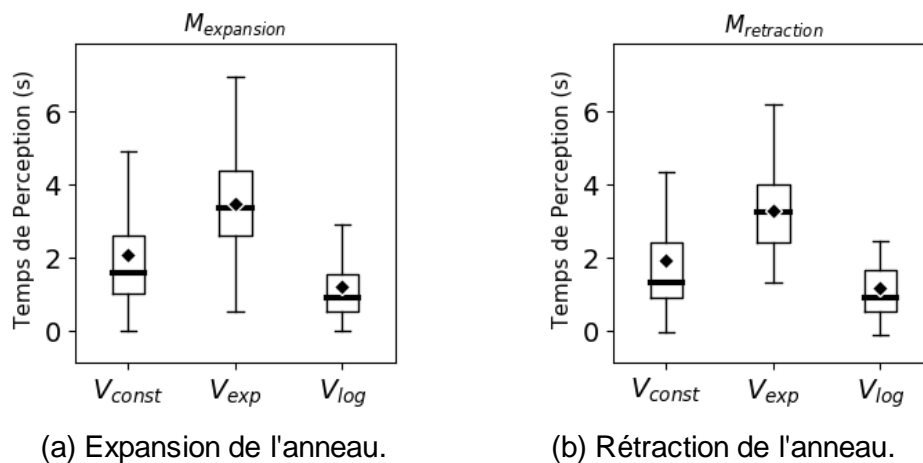 M_expansion
Temps de Perception (s)
6
4
2
0
V_const V_exp V_log
(a) Expansion de l'anneau.
M_retraction
Temps de Perception (s)
6
4
2
0
V_const V_exp V_log
(b) Rétraction de l'anneau.